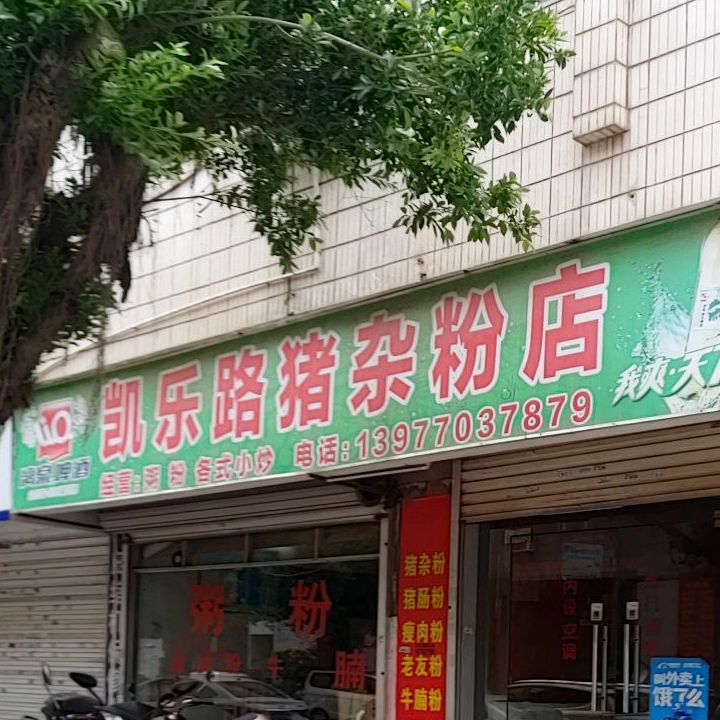 凯乐路猪杂粉店
漓泉啤酒
经营：粥 粉 各式小炒 电话：13977037879
我爽·天
猪杂粉
猪肠粉
瘦肉粉
老友粉
牛腩粉
粥 粉
牛 腩
内设空调
叫外卖上
饿了么